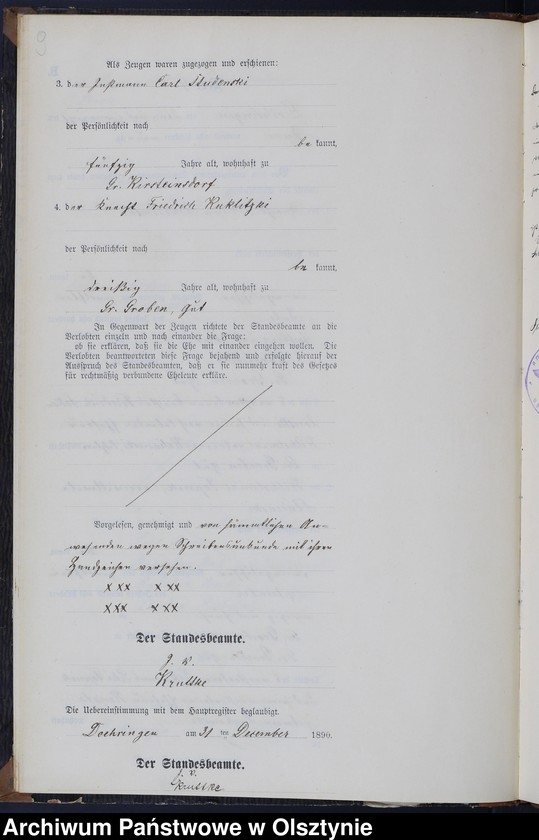 9
Als Zeugen waren zugezogen und erschienen:
3. der Instmann Carl Studenski
der Persönlichkeit nach
be kannt,
fünfzig Jahre alt, wohnhaft zu
Gr. Kirsteinsdorf
4. der Knecht Friedrich Kuklitzki
der Persönlichkeit nach
be kannt,
dreißig Jahre alt, wohnhaft zu
Gr. Groben, Gut
In Gegenwart der Zeugen richtete der Standesbeamte an die
Verlobten einzeln und nach einander die Frage:
ob sie erklären, daß sie die Ehe mit einander eingehen wollen. Die
Verlobten beantworteten diese Frage bejahend und erfolgte hierauf der
Ausspruch des Standesbeamten, daß er sie nunmehr kraft des Gesetzes
für rechtmäßig verbundene Eheleute erkläre.
Vorgelesen, genehmigt und von sämmtlichen An-
wesenden wegen Schreibensunkunde mit ihren
Handzeichen versehen.
xxx xxx
xxx xxx
Der Standesbeamte.
J. V.
Die Uebereinstimmung mit dem Hauptregister beglaubigt.
Doehringen am 31 ten Dezember 1890.
Der Standesbeamte.
J. V.
Archiwum Państwowe w Olsztynie